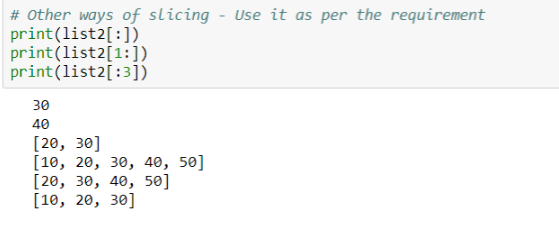 # Other ways of slicing - Use it as per the requirement
print(list2[:])
print(list2[1:])
print(list2[:3])
30
40
[20, 30]
[10, 20, 30, 40, 50]
[20, 30, 40, 50]
[10, 20, 30]